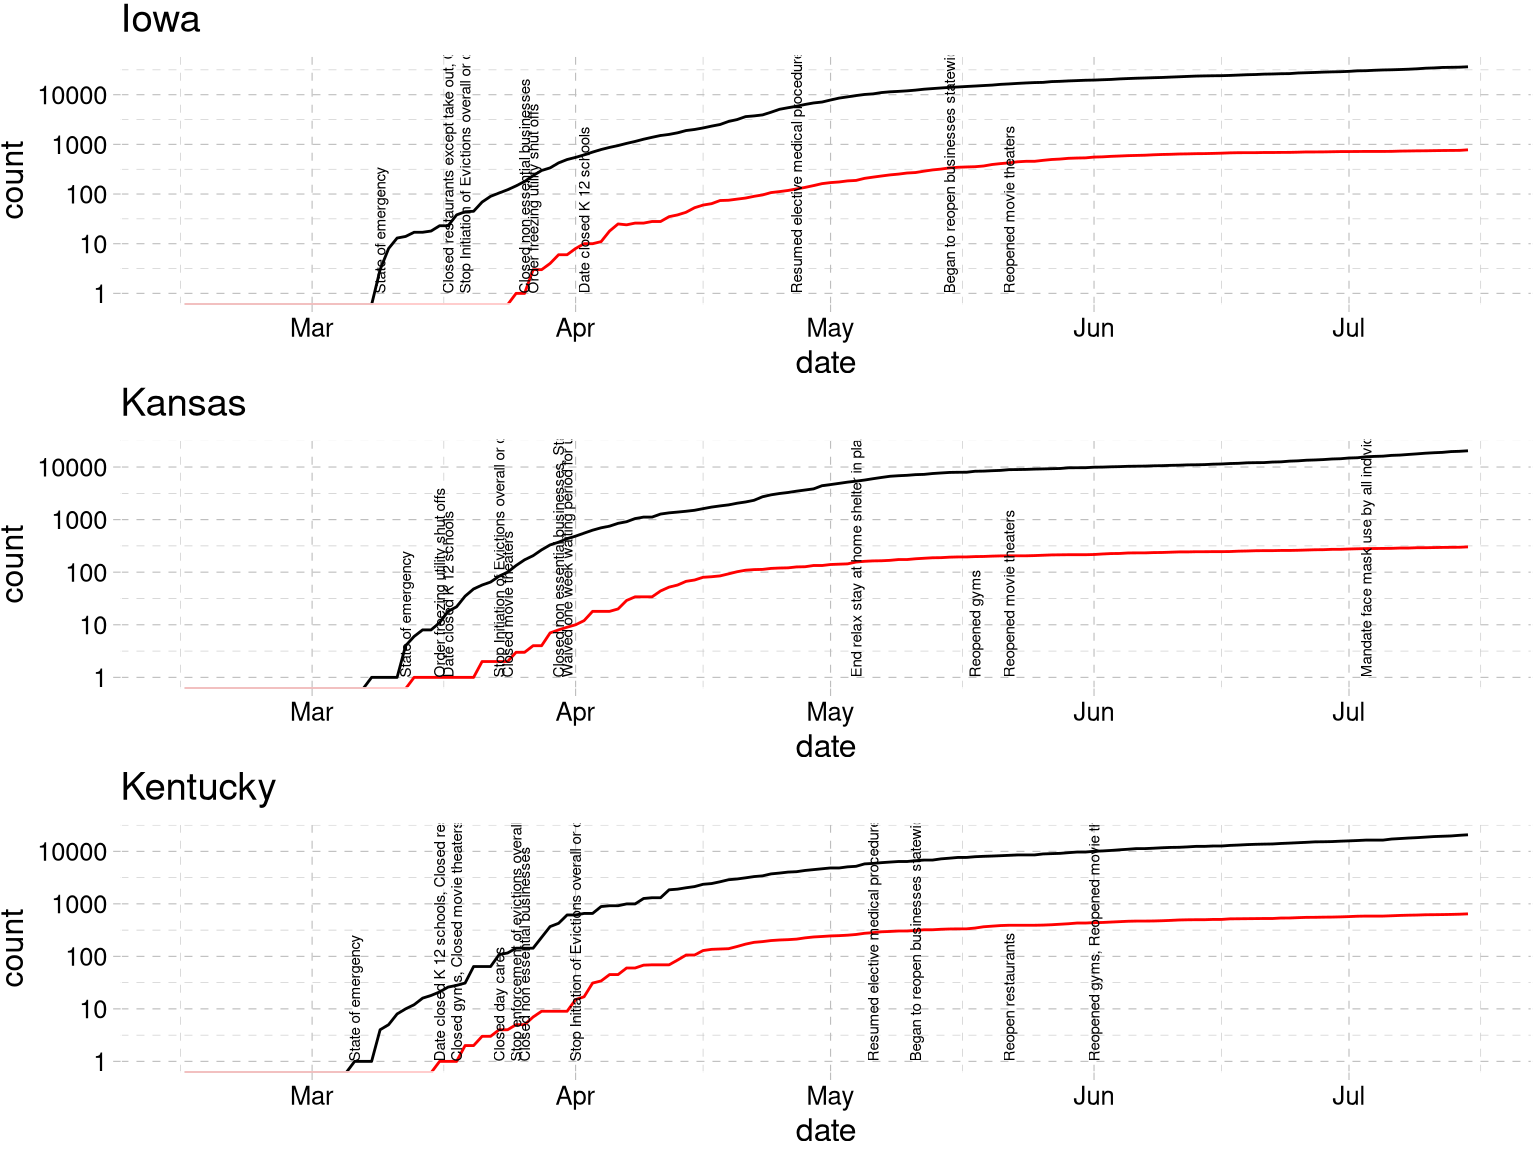 Iowa
count
10000
1000
100
10
1
State of emergency
Closed restaurants except take out,
Stop Initiation of Evictions overall or
Closed non essential businesses
Order freezing utility shut offs
Date closed K 12 schools
Resumed elective medical procedure
Began to reopen businesses statewi
Reopened movie theaters
Mar Apr May Jun Jul
date
Kansas
count
10000
1000
100
10
1
State of emergency
Order freezing utility shut offs
Date closed K 12 schools
Stop Initiation of Evictions overall or
Closed movie theaters
Closed non essential businesses, St
Waived one week waiting period for
End relax stay at home shelter in pla
Reopened gyms
Reopened movie theaters
Mandate face mask use by all indivi
Mar Apr May Jun Jul
date
Kentucky
count
10000
1000
100
10
1
State of emergency
Date closed K 12 schools, Closed re
Closed gyms, Closed movie theaters
Closed day cares
Stop enforcement of evictions overall
Closed non essential businesses
Stop Initiation of Evictions overall or
Resumed elective medical procedure
Began to reopen businesses statewi
Reopen restaurants
Reopened gyms, Reopened movie th
Mar Apr May Jun Jul
date